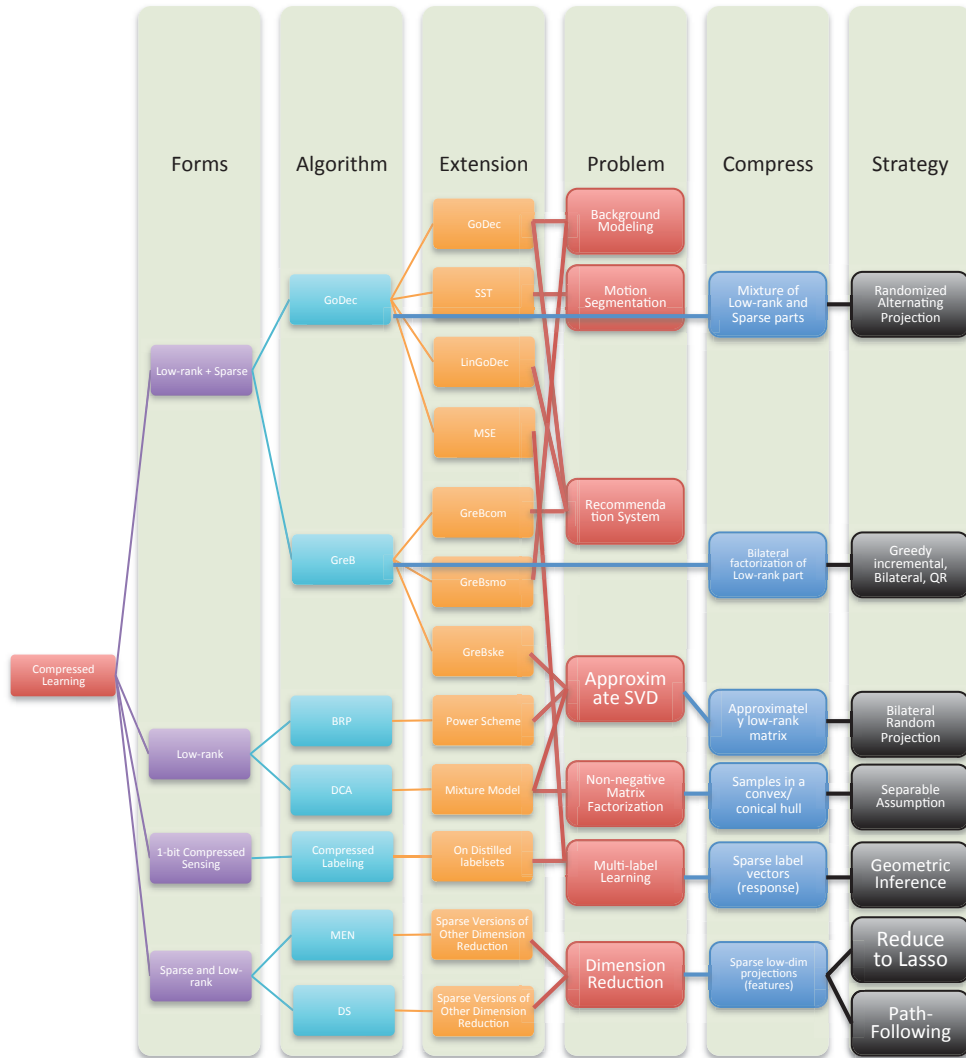 Forms
Algorithm
Extension
Problem
Compress
Strategy
Compressed
Learning
Low-rank + Sparse
Low-rank
1-bit Compressed
Sensing
Sparse and Low-
rank
GoDec
GreB
BRP
DCA
Compressed
Labeling
MEN
DS
GoDec
SST
LinGoDec
MSE
GreBcom
GreBsmo
GreBske
Power Scheme
Mixture Model
On Distilled
labelsets
Sparse Versions of
Other Dimension
Reduction
Sparse Versions of
Other Dimension
Reduction
Background
Modeling
Motion
Segmentation
Recommenda
tion System
Approxim
ate SVD
Non-negative
Matrix
Factorization
Multi-label
Learning
Dimension
Reduction
Mixture of
Low-rank and
Sparse parts
Bilateral
factorization of
Low-rank part
Approximatel
y low-rank
matrix
Samples in a
convex/
conical hull
Sparse label
vectors
(response)
Sparse low-dim
projections
(features)
Randomized
Alternating
Projection
Greedy
incremental,
Bilateral, QR
Bilateral
Random
Projection
Separable
Assumption
Geometric
Inference
Reduce
to Lasso
Path-
Following